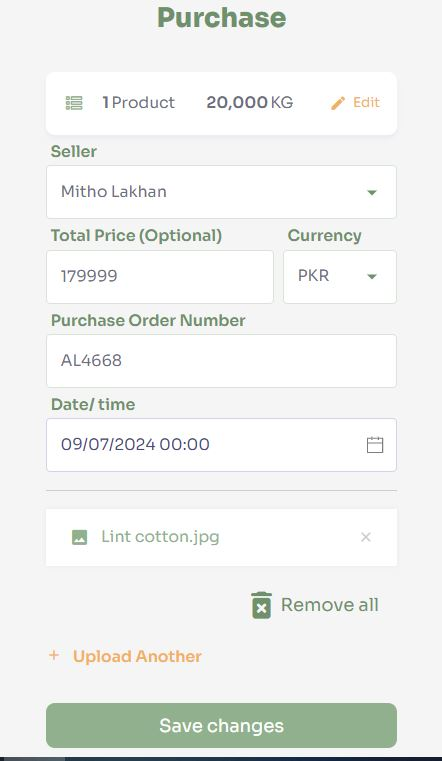 Purchase
1 Product 20,000 KG Edit
Seller
Mitho Lakhan
Total Price (Optional) Currency
179999 PKR
Purchase Order Number
AL4668
Date/ time
09/07/2024 00:00
Lint cotton.jpg ×
Remove all
+ Upload Another
Save changes